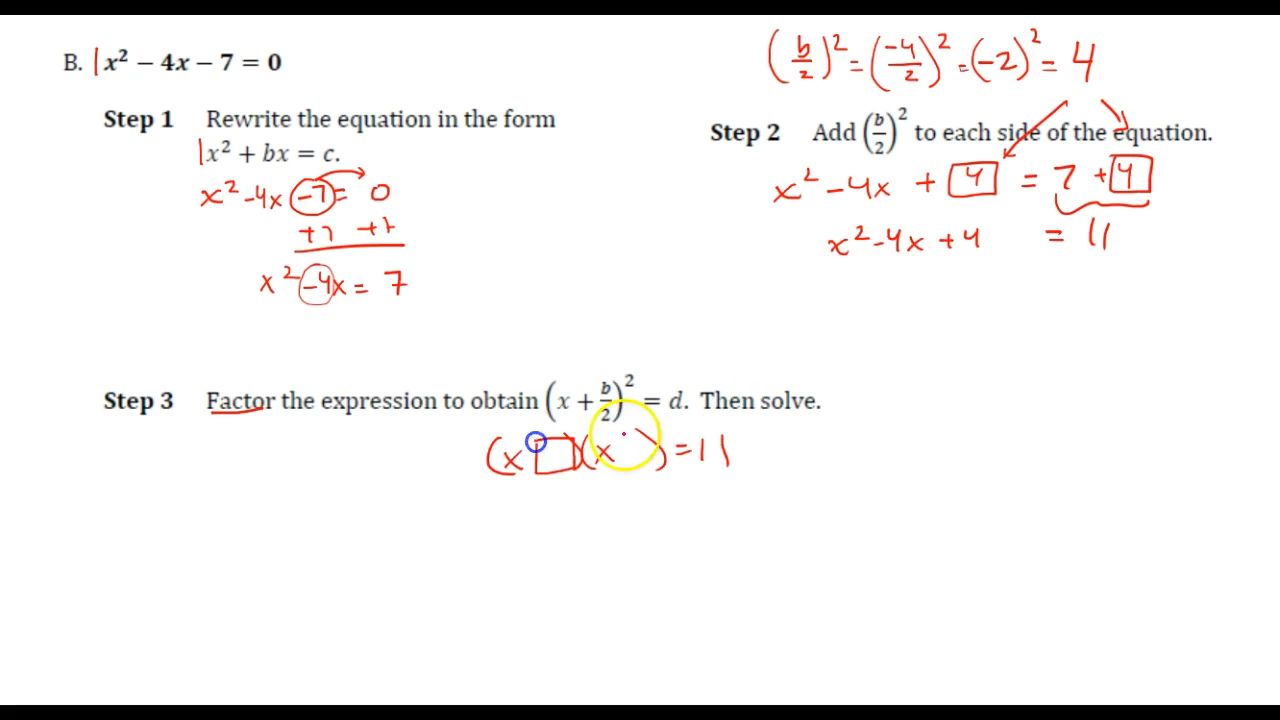 B. |x² − 4x − 7 = 0
Step 1 Rewrite the equation in the form
|x² + bx = c.
x² -4x -7 = 0
+7 +7
x² -4x = 7
(b/2)² = (-4/2)² = (-2)² = 4
Step 2 Add (b/2)² to each side of the equation.
x² - 4x + 4 = 7 + 4
x² - 4x + 4 = 11
Step 3 Factor the expression to obtain (x + b/2)² = d. Then solve.
(x )(x ) = 11